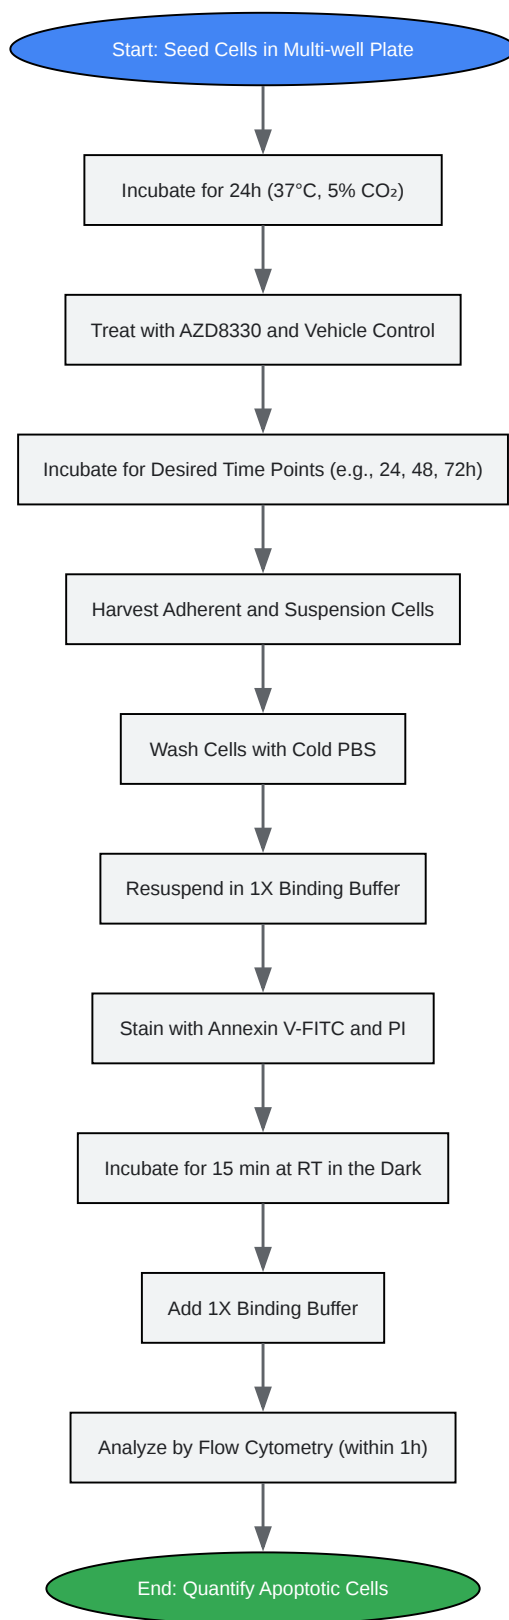 Start: Seed Cells in Multi-well Plate
Incubate for 24h (37°C, 5% CO₂)
Treat with AZD8330 and Vehicle Control
Incubate for Desired Time Points (e.g., 24, 48, 72h)
Harvest Adherent and Suspension Cells
Wash Cells with Cold PBS
Resuspend in 1X Binding Buffer
Stain with Annexin V-FITC and PI
Incubate for 15 min at RT in the Dark
Add 1X Binding Buffer
Analyze by Flow Cytometry (within 1h)
End: Quantify Apoptotic Cells